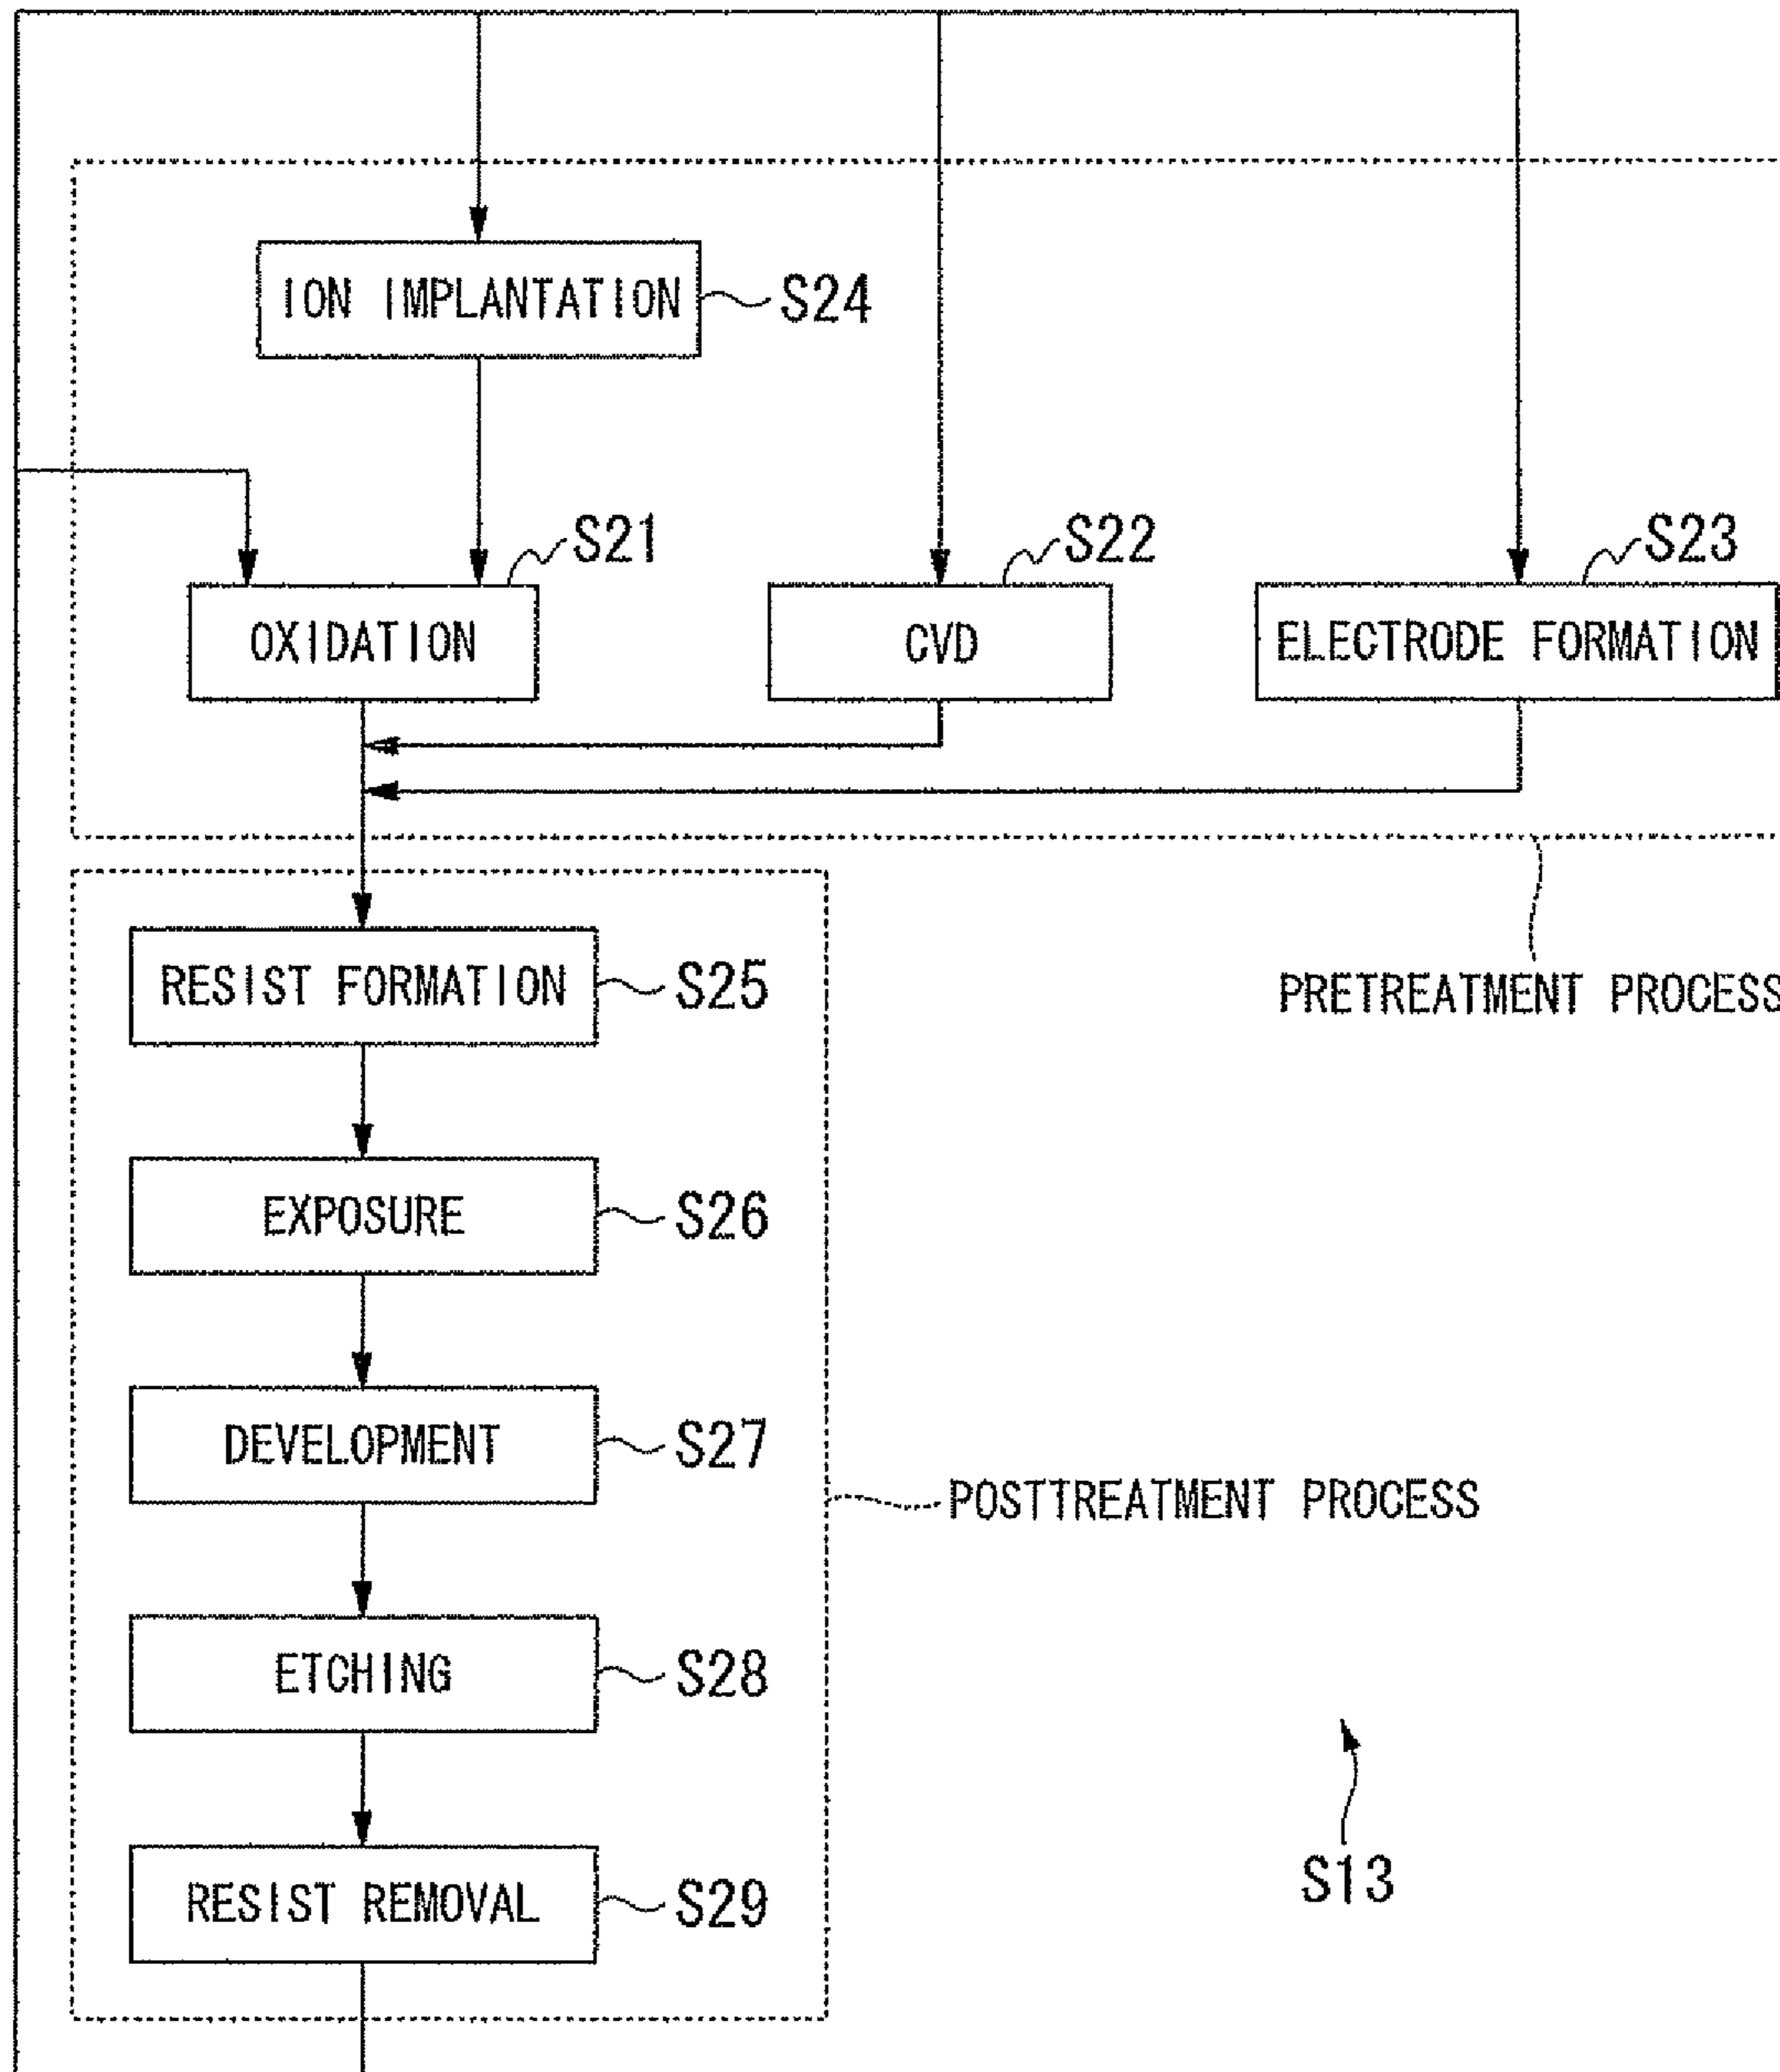 ION IMPLANTATION S24
S21 S22 S23
OXIDATION CVD ELECTRODE FORMATION
RESIST FORMATION S25
PRETREATMENT PROCESS
EXPOSURE S26
DEVELOPMENT S27
POSTTREATMENT PROCESS
ETCHING S28
RESIST REMOVAL S29
S13